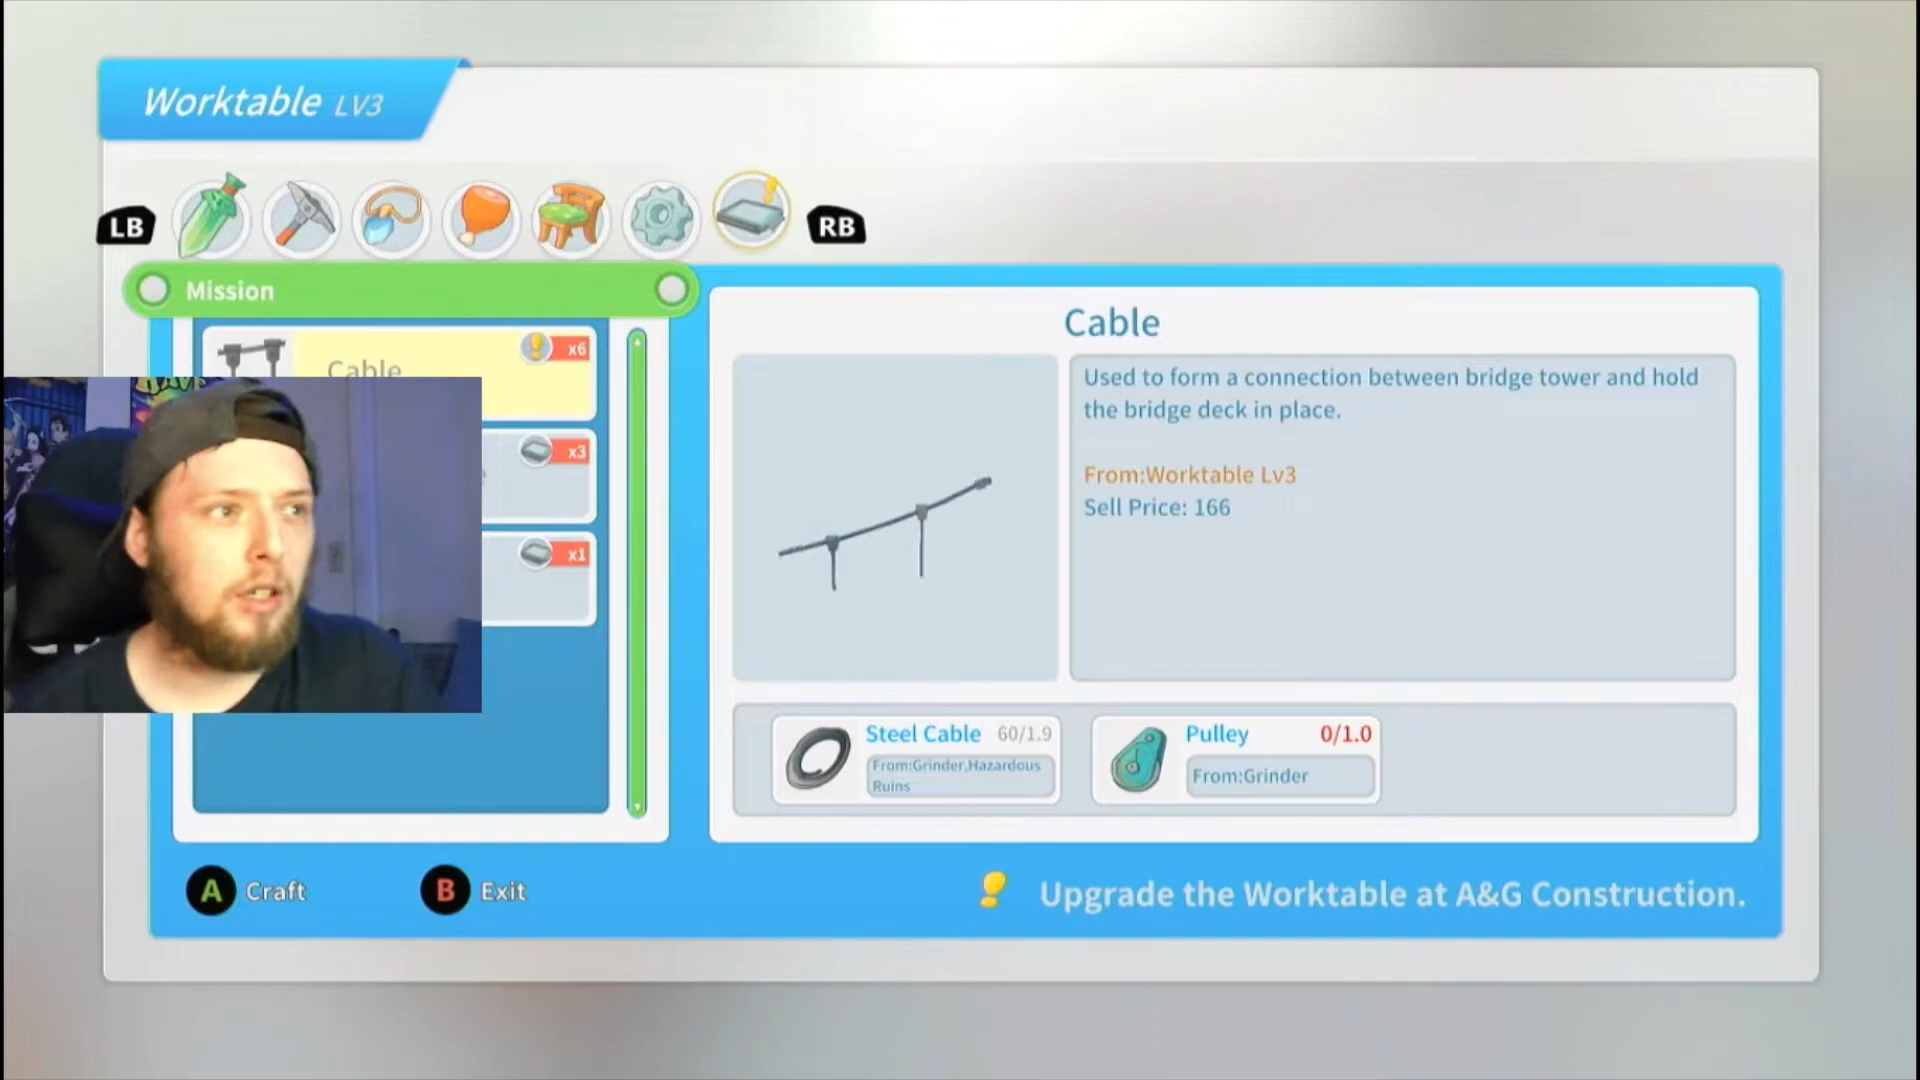 Worktable LV3
LB
RB
Mission
Cable
x6
x3
x1
Cable
Used to form a connection between bridge tower and hold
the bridge deck in place.
From:Worktable Lv3
Sell Price: 166
Steel Cable 60/1.9
From:Grinder,Hazardous
Ruins
Pulley 0/1.0
From:Grinder
A Craft
B Exit
Upgrade the Worktable at A&G Construction.